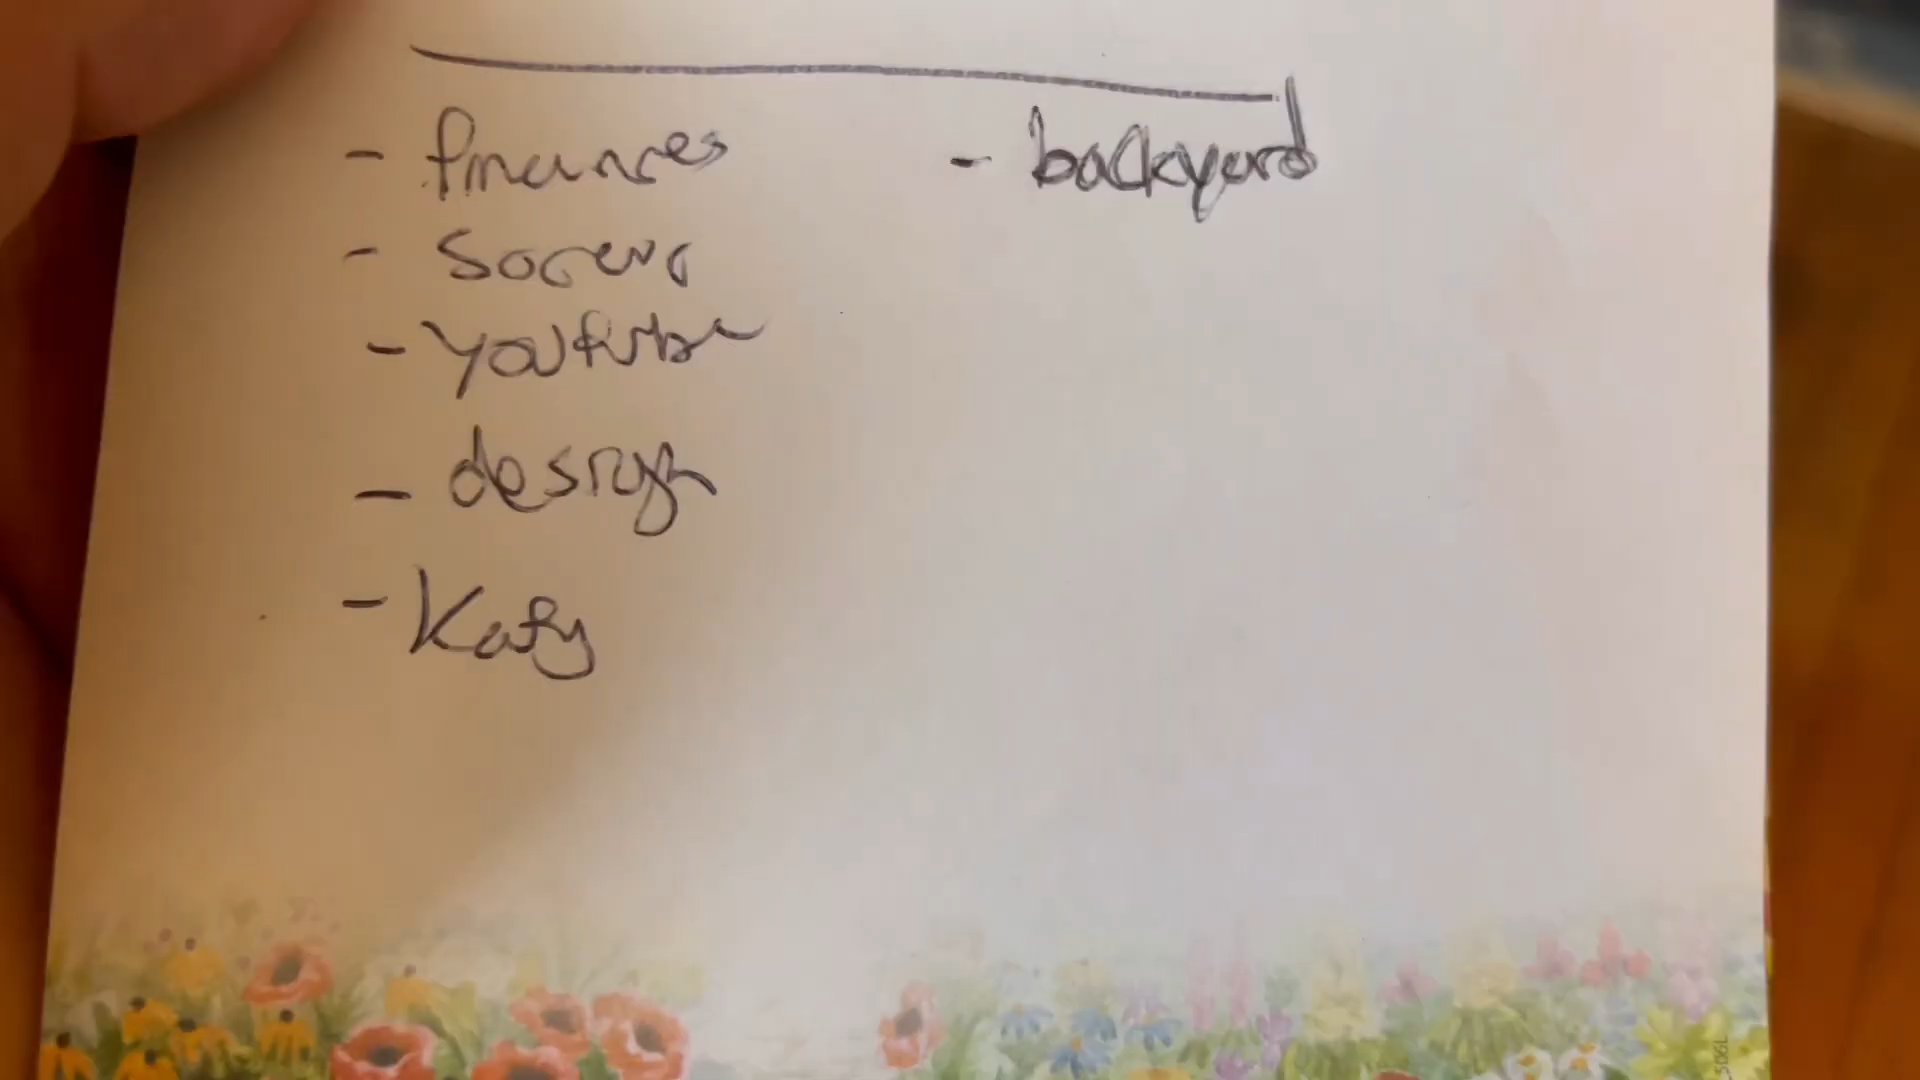 - finances
- backyard
- youtube
- design
- Katy